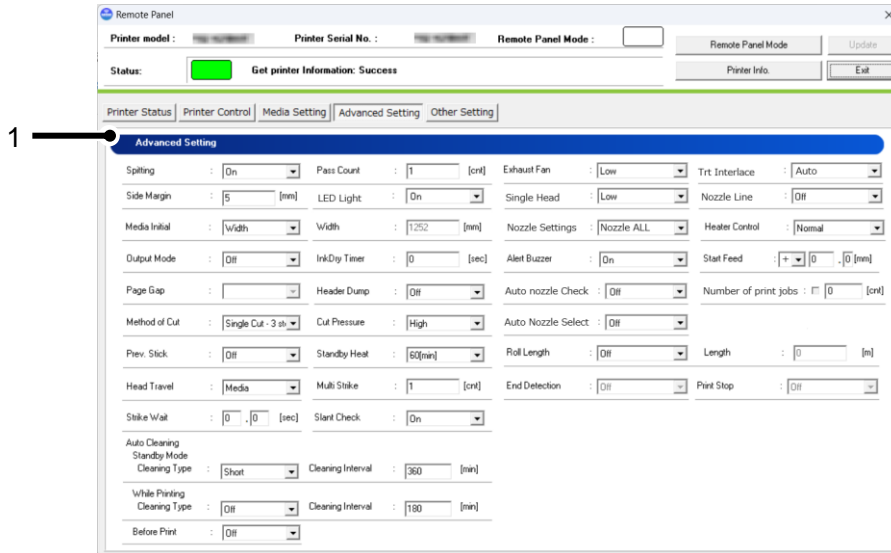 Remote Panel
Printer model : Printer Serial No. : Remote Panel Mode :
Remote Panel Mode Update
Status: Get printer Information: Success
Printer Info. Exit
Printer Status Printer Control Media Setting Advanced Setting Other Setting
1
Advanced Setting
Spitting : On Pass Count : 1 [cnt] Exhaust Fan : Low Trt Interlace : Auto
Side Margin : 5 [mm] LED Light : On Single Head : Low Nozzle Line : Off
Media Initial : Width Width : 1252 [mm] Nozzle Settings : Nozzle ALL Heater Control : Normal
Output Mode : Off InkDry Timer : 0 [sec] Alert Buzzer : On Start Feed : + 0 . 0 [mm]
Page Gap : Header Dump : Off Auto nozzle Check : Off Number of print jobs : 0 [cnt]
Method of Cut : Single Cut - 3 Cut Pressure : High Auto Nozzle Select : Off
Prev. Stick : Off Standby Heat : 60[min] Roll Length : Off Length : 0 [m]
Head Travel : Media Multi Strike : 1 [cnt] End Detection : Off Print Stop : Off
Strike Wait : 0 . 0 [sec] Slant Check : On
Auto Cleaning
Standby Mode
Cleaning Type : Short Cleaning Interval : 360 [min]
While Printing
Cleaning Type : Off Cleaning Interval : 180 [min]
Before Print : Off